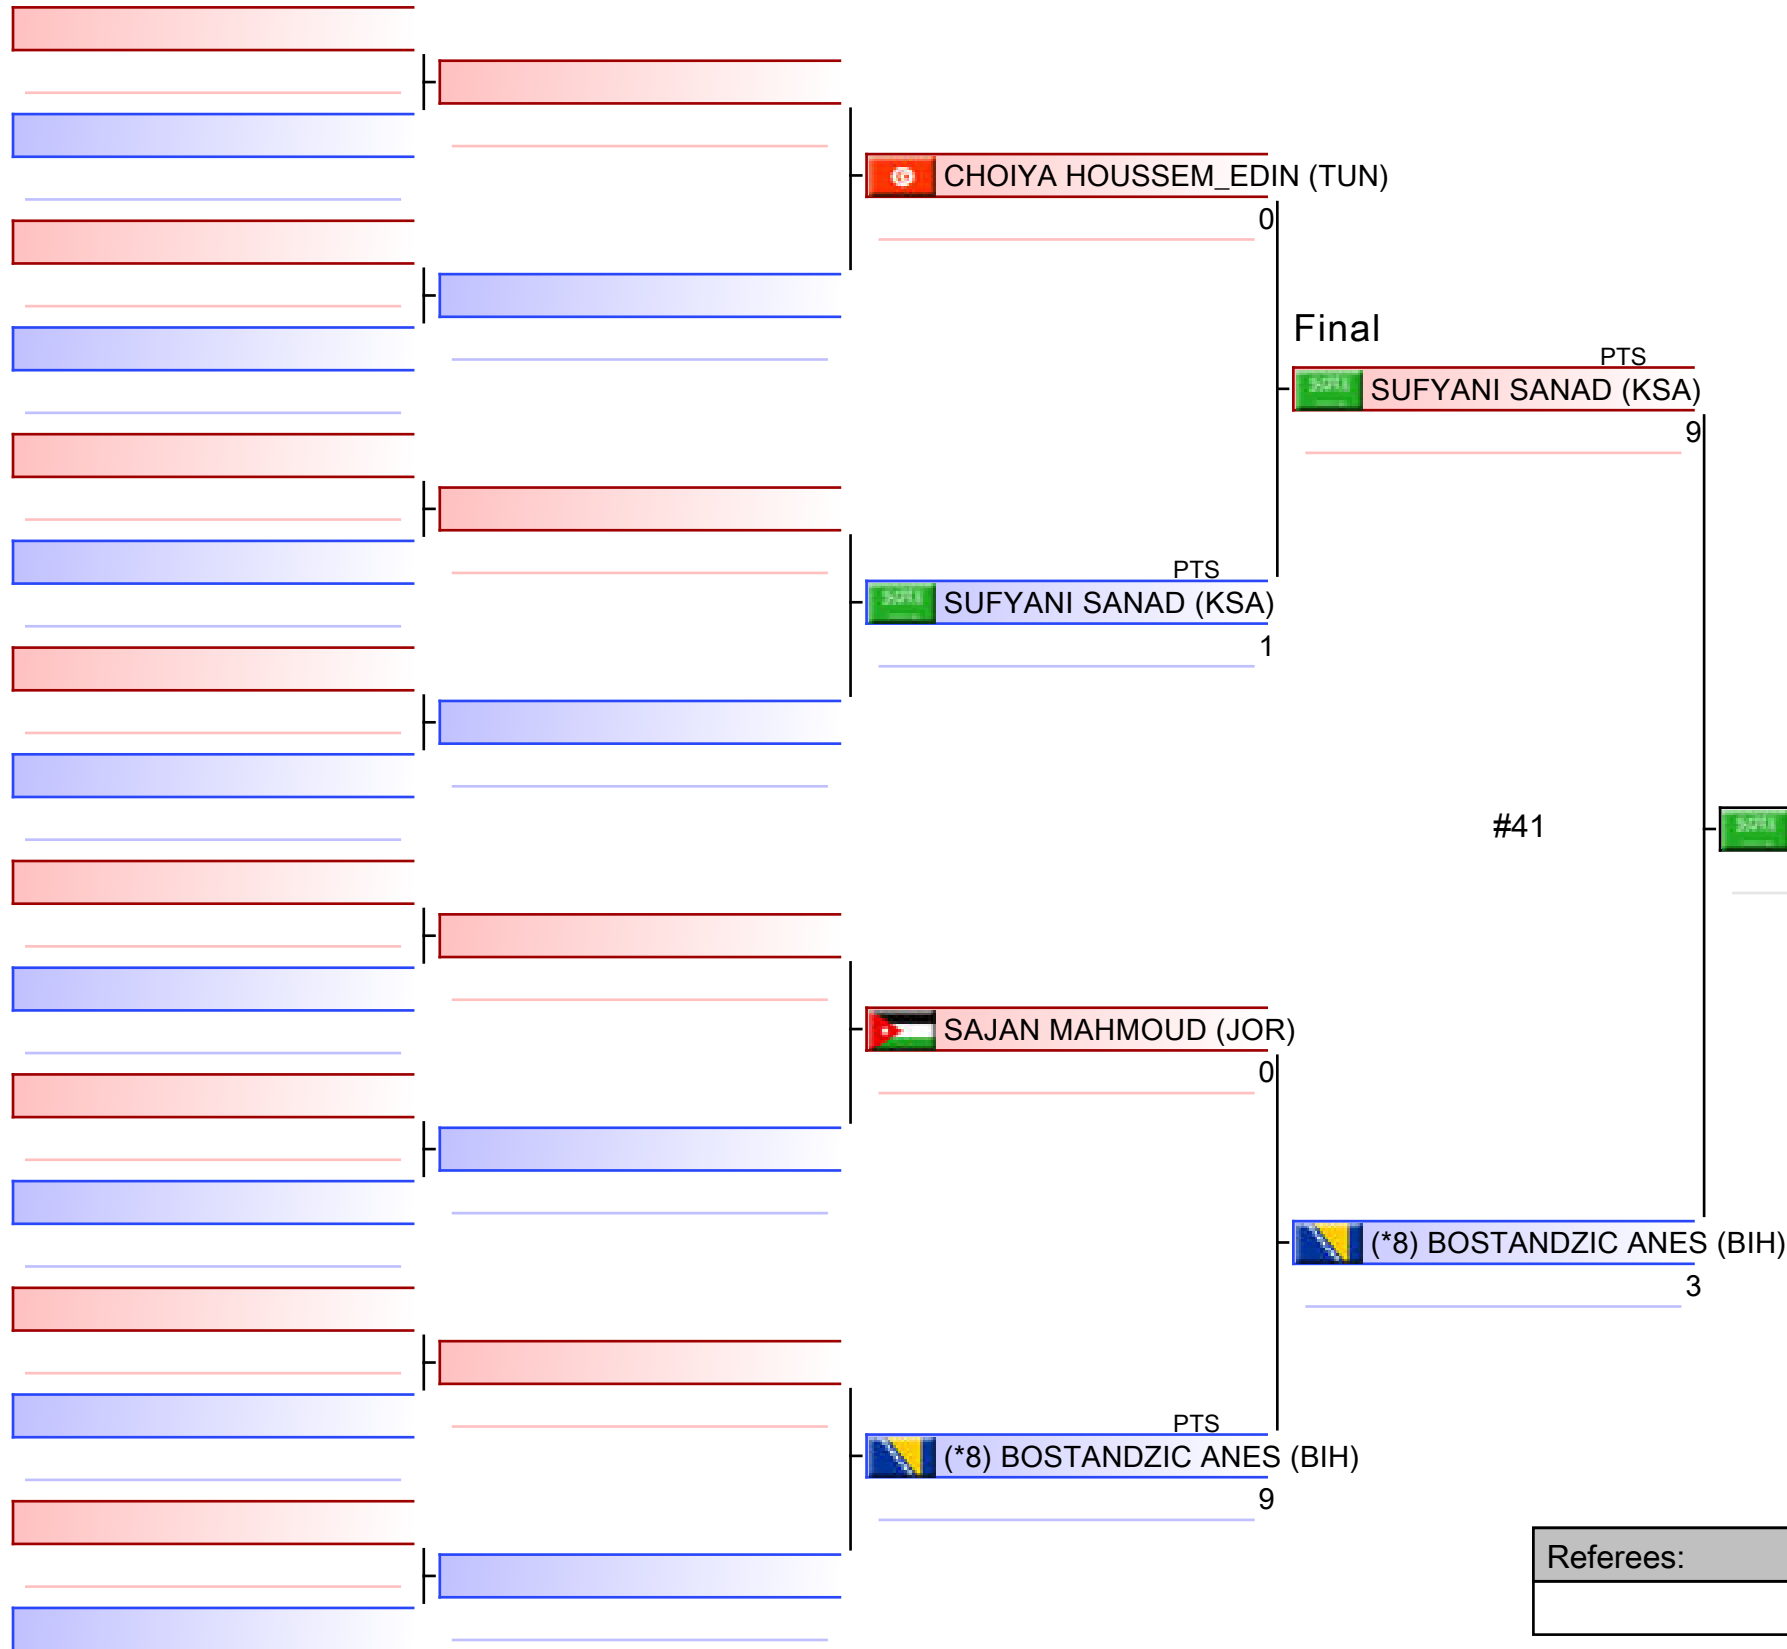 CHOIYA HOUSSEM_EDIN (TUN)
0
Final
PTS
SUFYANI SANAD (KSA)
9
PTS
SUFYANI SANAD (KSA)
1
#41
SAJAN MAHMOUD (JOR)
0
(*8) BOSTANDZIC ANES (BIH)
3
PTS
(*8) BOSTANDZIC ANES (BIH)
9
Referees: